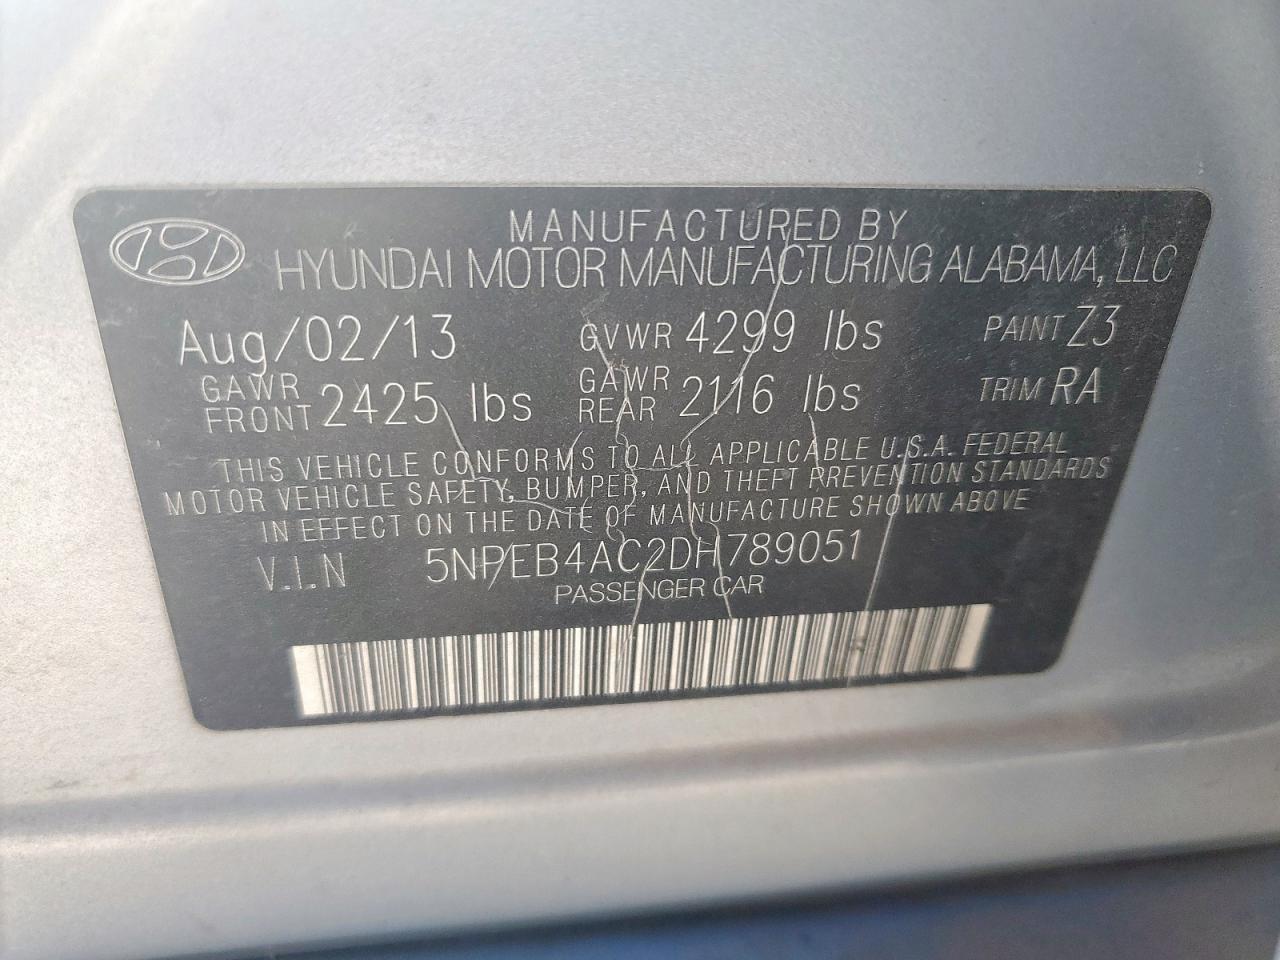 MANUFACTURED BY
HYUNDAI MOTOR MANUFACTURING ALABAMA, LLC
Aug/02/13 GVWR 4299 lbs PAINT Z3
GAWR FRONT 2425 lbs GAWR REAR 2116 lbs TRIM RA
THIS VEHICLE CONFORMS TO ALL APPLICABLE U.S.A. FEDERAL
MOTOR VEHICLE SAFETY, BUMPER, AND THEFT PREVENTION STANDARDS
IN EFFECT ON THE DATE OF MANUFACTURE SHOWN ABOVE
V.I.N 5NPEB4AC2DH789051
PASSENGER CAR